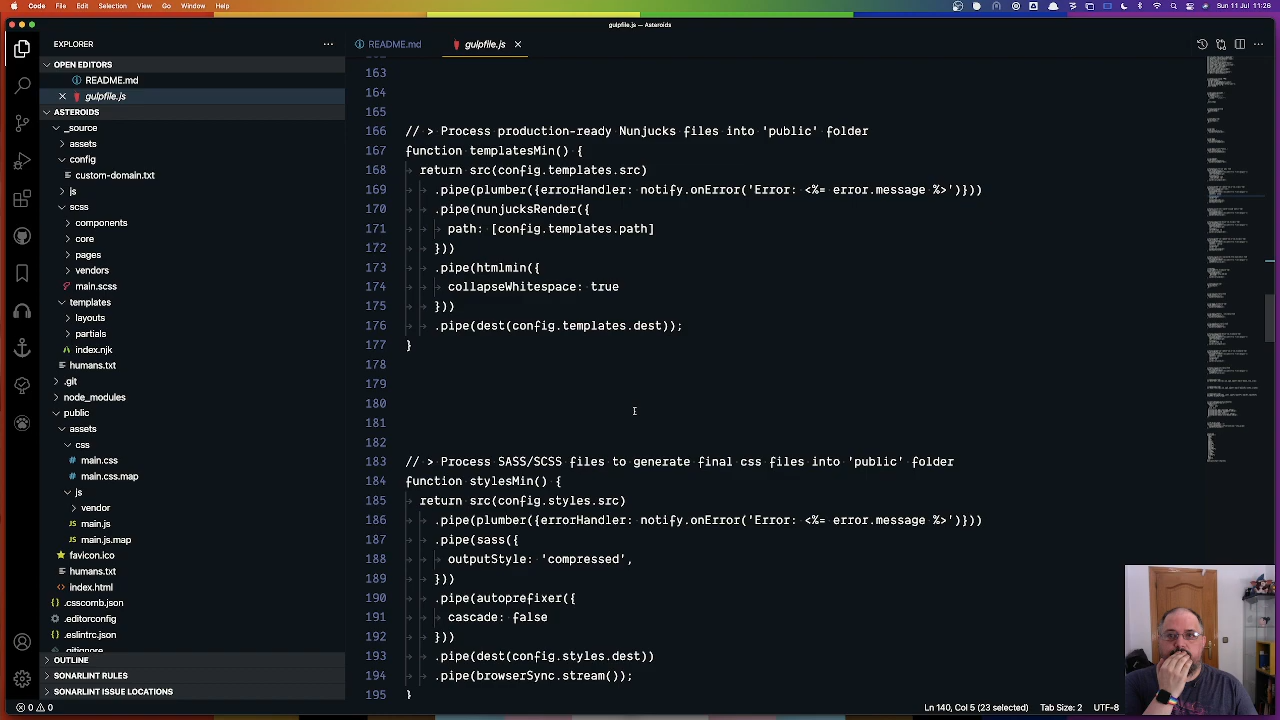 Code File Edit Selection View Go Run Window Help
Sun 11 Jul 11:16
gulpfile.js — Asteroids
EXPLORER
OPEN EDITORS
README.md
gulpfile.js
ASTEROIDS
_source
assets
config
custom-domain.txt
js
scss
components
core
pages
vendors
main.scss
templates
layouts
partials
index.njk
humans.txt
.git
node_modules
public
assets
css
main.css
main.css.map
js
vendor
main.js
main.js.map
favicon.ico
humans.txt
index.html
.csscomb.json
.editorconfig
.eslintrc.json
.gitignore
OUTLINE
SONARLINT RULES
SONARLINT ISSUE LOCATIONS
README.md
gulpfile.js
163
164
165
166 // > Process production-ready Nunjucks files into 'public' folder
167 function templatesMin() {
168 return src(config.templates.src)
169 .pipe(plumber({errorHandler: notify.onError('Error: <%= error.message %>')}))
170 .pipe(nunjucksRender({
171 path: [config.templates.path]
172 }))
173 .pipe(htmlmin({
174 collapseWhitespace: true
175 }))
176 .pipe(dest(config.templates.dest));
177 }
178
179
180
181
182
183 // > Process SASS/SCSS files to generate final css files into 'public' folder
184 function stylesMin() {
185 return src(config.styles.src)
186 .pipe(plumber({errorHandler: notify.onError('Error: <%= error.message %>')}))
187 .pipe(sass({
188 outputStyle: 'compressed',
189 }))
190 .pipe(autoprefixer({
191 cascade: false
192 }))
193 .pipe(dest(config.styles.dest))
194 .pipe(browserSync.stream());
195 }
0 0
Ln 140, Col 5 (23 selected) Tab Size: 2 UTF-8